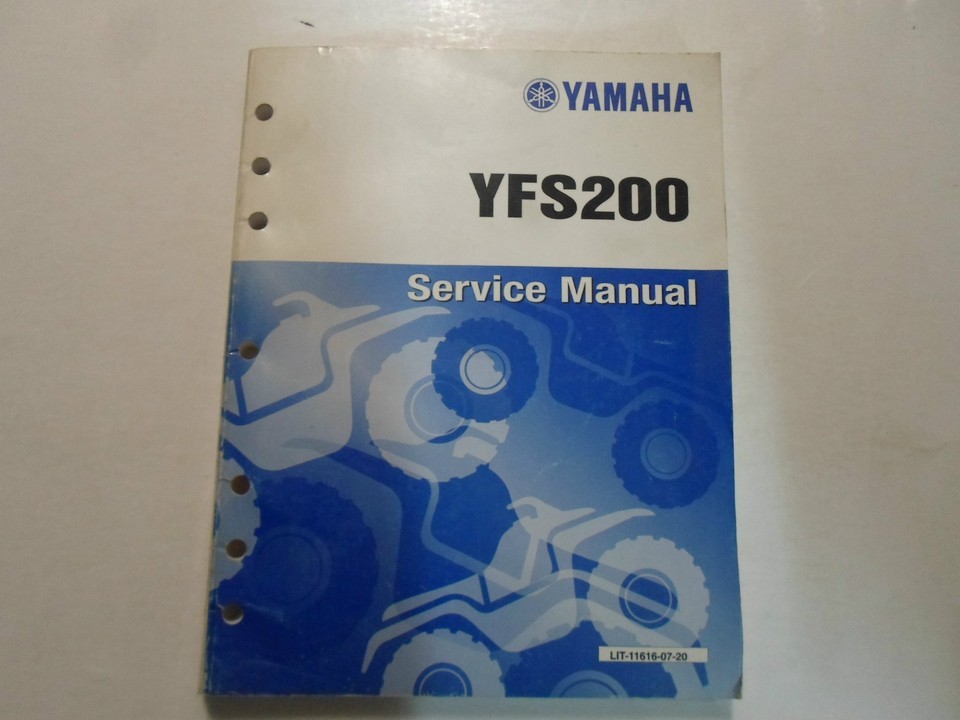 YAMAHA
YFS200
Service Manual
LIT-11616-07-20